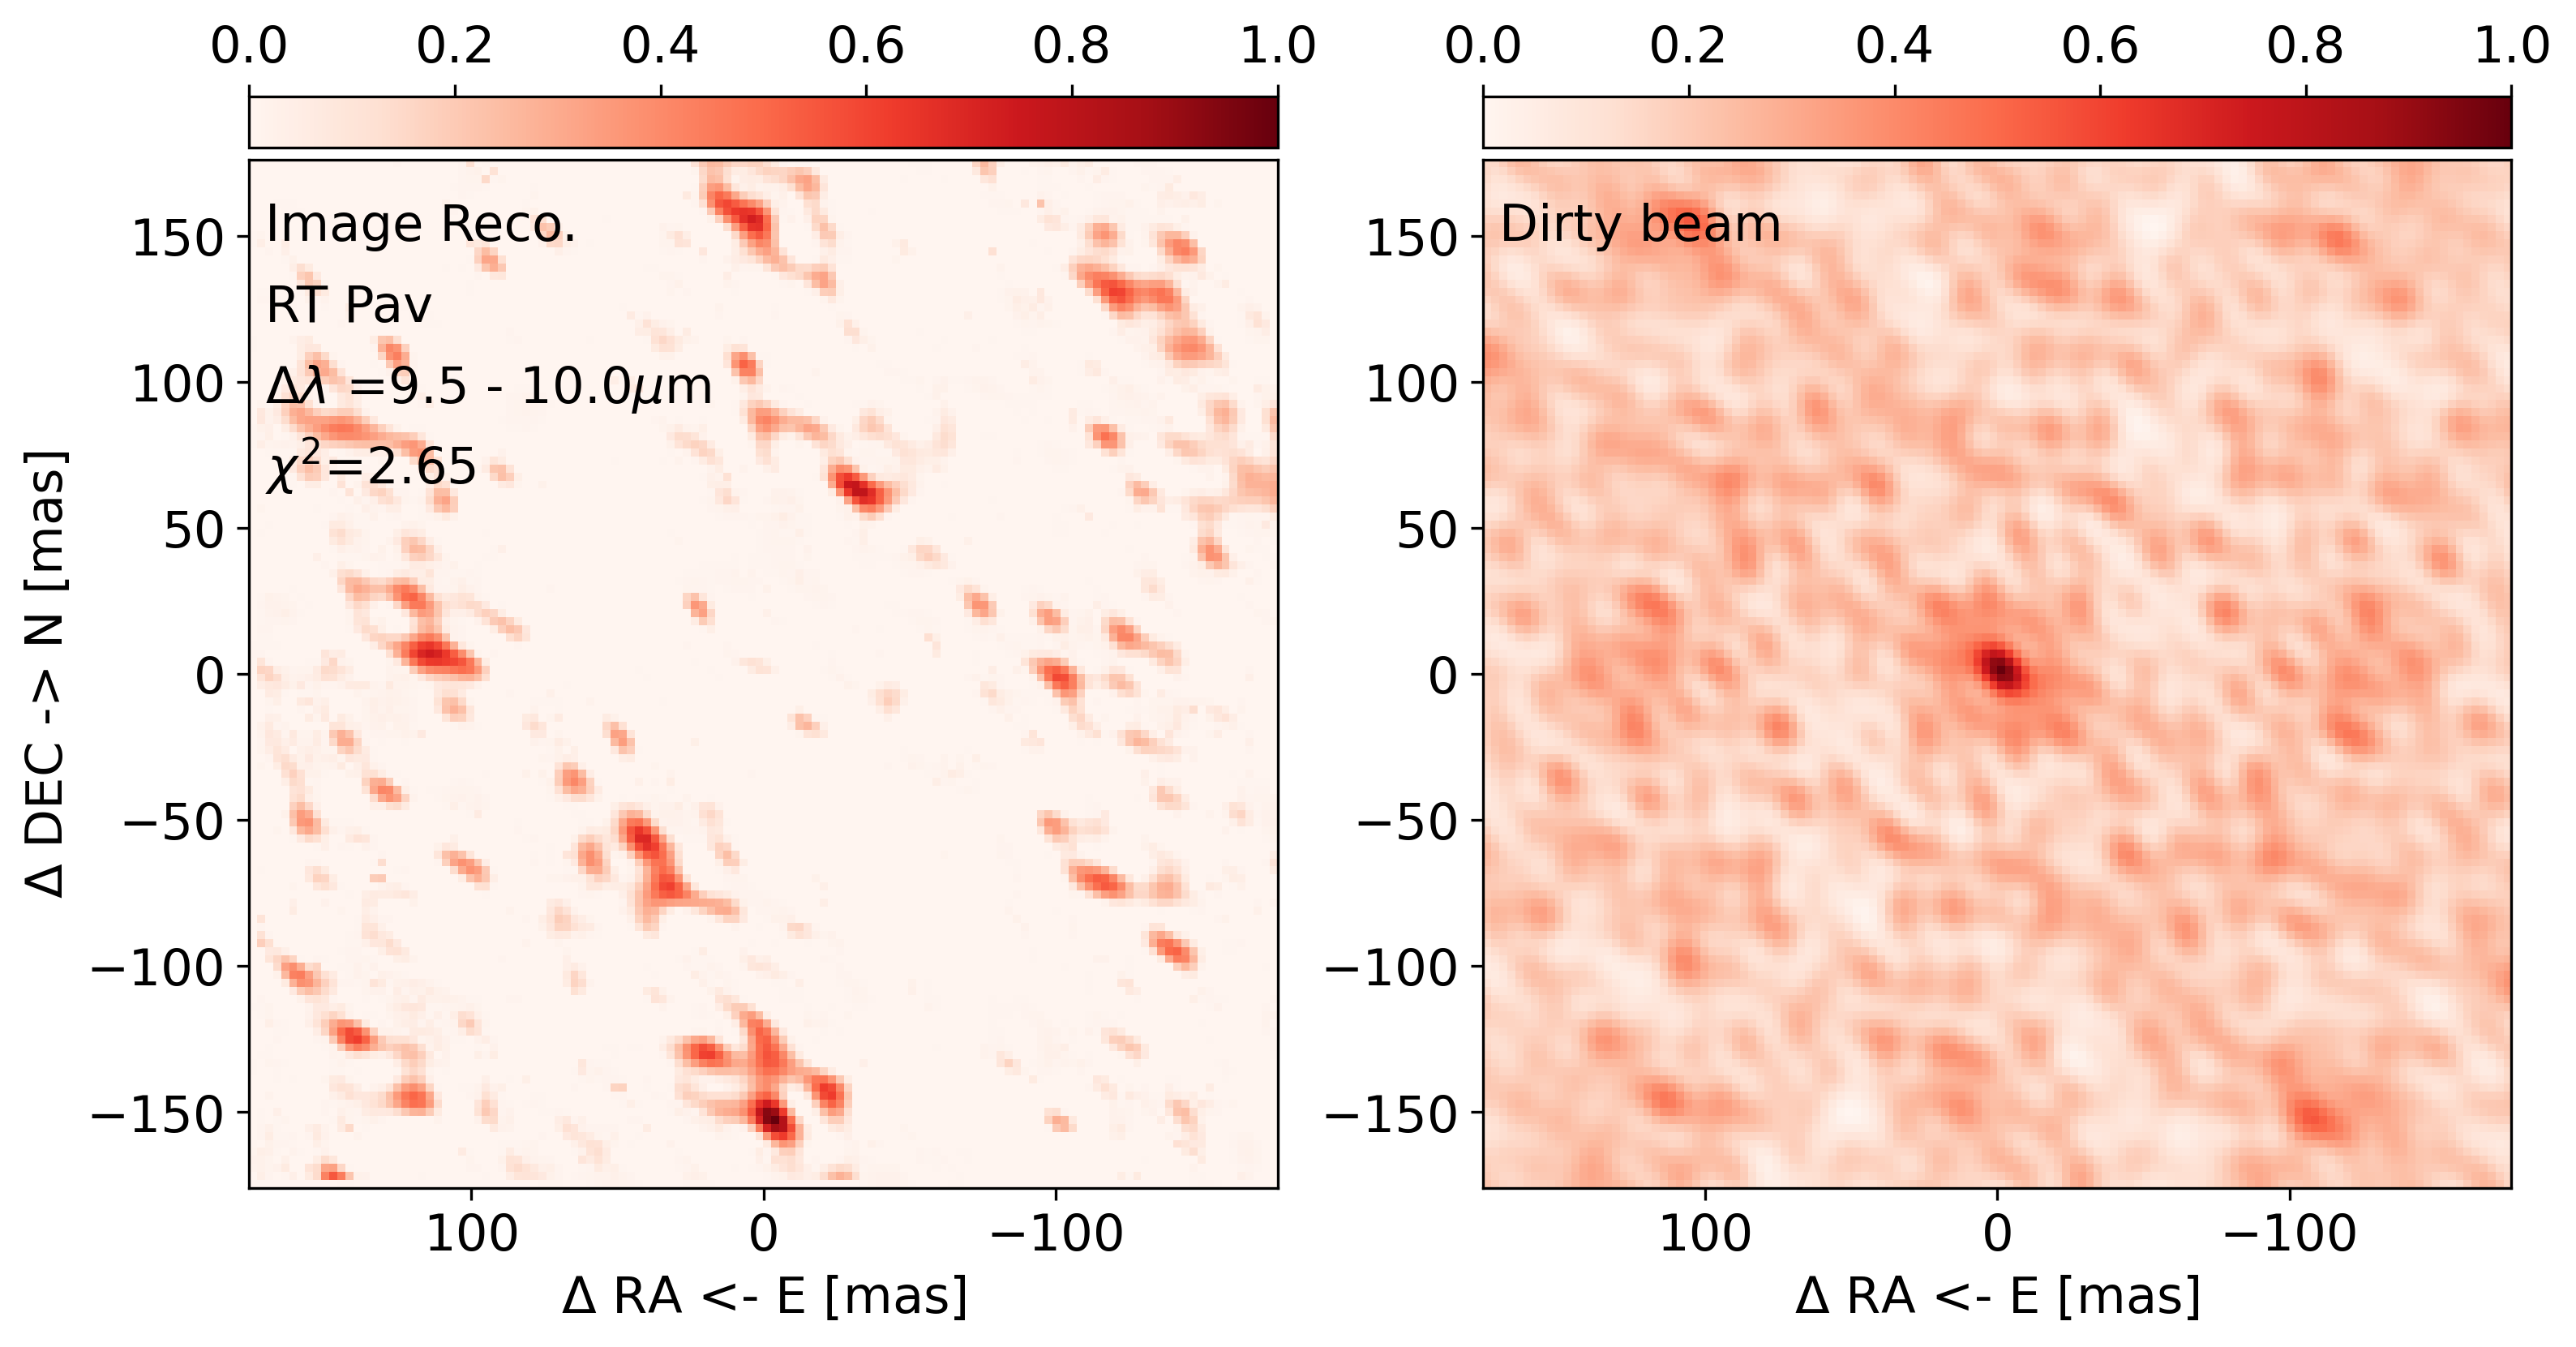 0.0 0.2 0.4 0.6 0.8 1.0
0.0 0.2 0.4 0.6 0.8 1.0
Image Reco.
RT Pav
Δλ =9.5 - 10.0μm
χ²=2.65
150
100
50
0
−50
−100
−150
Δ DEC -> N [mas]
100 0 −100
Δ RA <- E [mas]
Dirty beam
150
100
50
0
−50
−100
−150
100 0 −100
Δ RA <- E [mas]